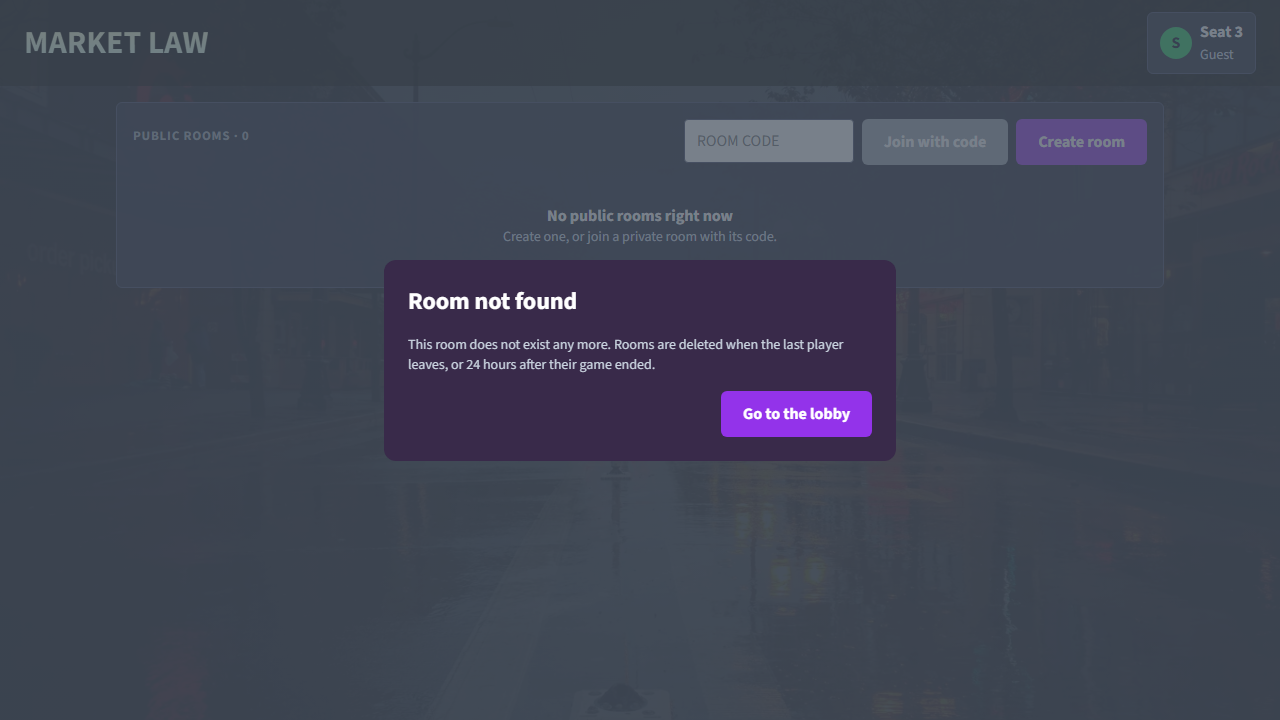 MARKET LAW
S
Seat 3
Guest
PUBLIC ROOMS · 0
ROOM CODE
Join with code
Create room
No public rooms right now
Create one, or join a private room with its code.
Room not found
This room does not exist any more. Rooms are deleted when the last player
leaves, or 24 hours after their game ended.
Go to the lobby